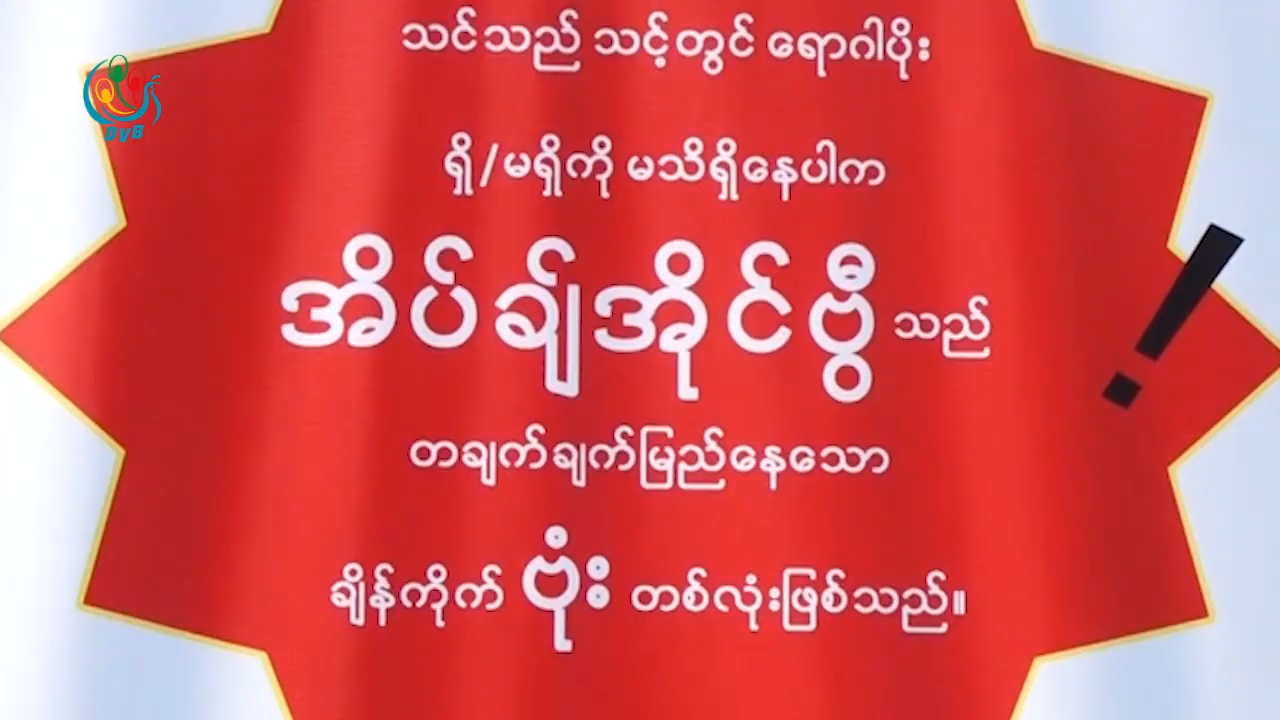 သင်သည် သင့်တွင် ရောဂါပိုး
DVB
ရှိ/မရှိကို မသိရှိနေပါက
အိပ်ချ်အိုင်ဗွီ သည် !
တချက်ချက်မြည်နေသော
ချိန်ကိုက် ဗုံး တစ်လုံးဖြစ်သည်။